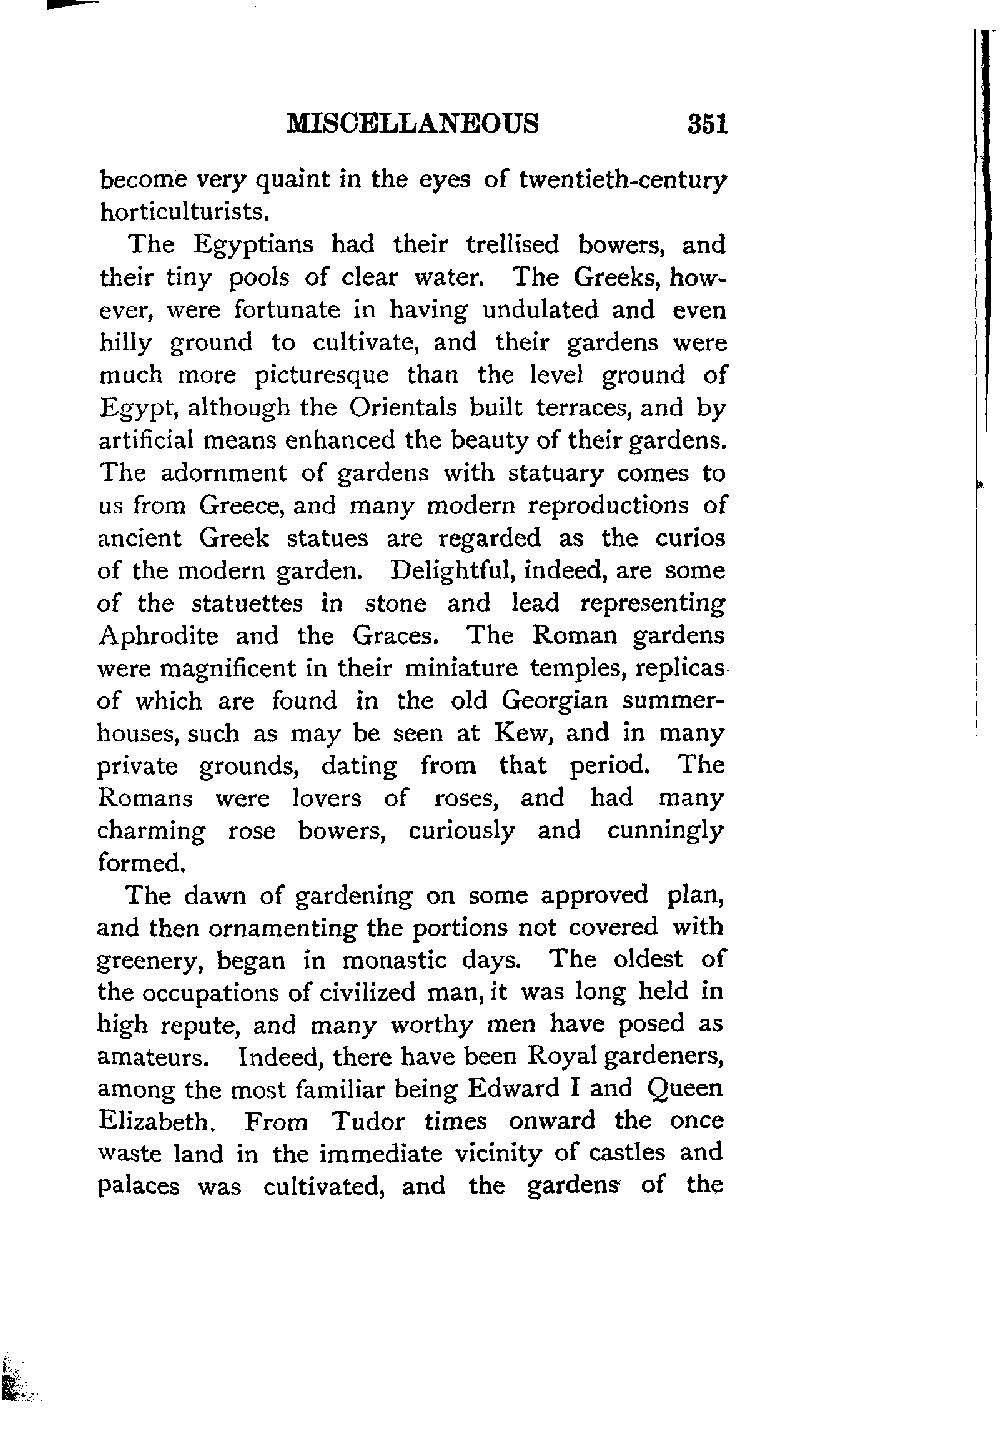 MISCELLANEOUS 351
become very quaint in the eyes of twentieth-century
horticulturists.
The Egyptians had their trellised bowers, and
their tiny pools of clear water. The Greeks, how-
ever, were fortunate in having undulated and even
hilly ground to cultivate, and their gardens were
much more picturesque than the level ground of
Egypt, although the Orientals built terraces, and by
artificial means enhanced the beauty of their gardens.
The adornment of gardens with statuary comes to
us from Greece, and many modern reproductions of
ancient Greek statues are regarded as the curios
of the modern garden. Delightful, indeed, are some
of the statuettes in stone and lead representing
Aphrodite and the Graces. The Roman gardens
were magnificent in their miniature temples, replicas
of which are found in the old Georgian summer-
houses, such as may be seen at Kew, and in many
private grounds, dating from that period. The
Romans were lovers of roses, and had many
charming rose bowers, curiously and cunningly
formed.
The dawn of gardening on some approved plan,
and then ornamenting the portions not covered with
greenery, began in monastic days. The oldest of
the occupations of civilized man, it was long held in
high repute, and many worthy men have posed as
amateurs. Indeed, there have been Royal gardeners,
among the most familiar being Edward I and Queen
Elizabeth. From Tudor times onward the once
waste land in the immediate vicinity of castles and
palaces was cultivated, and the gardens of the